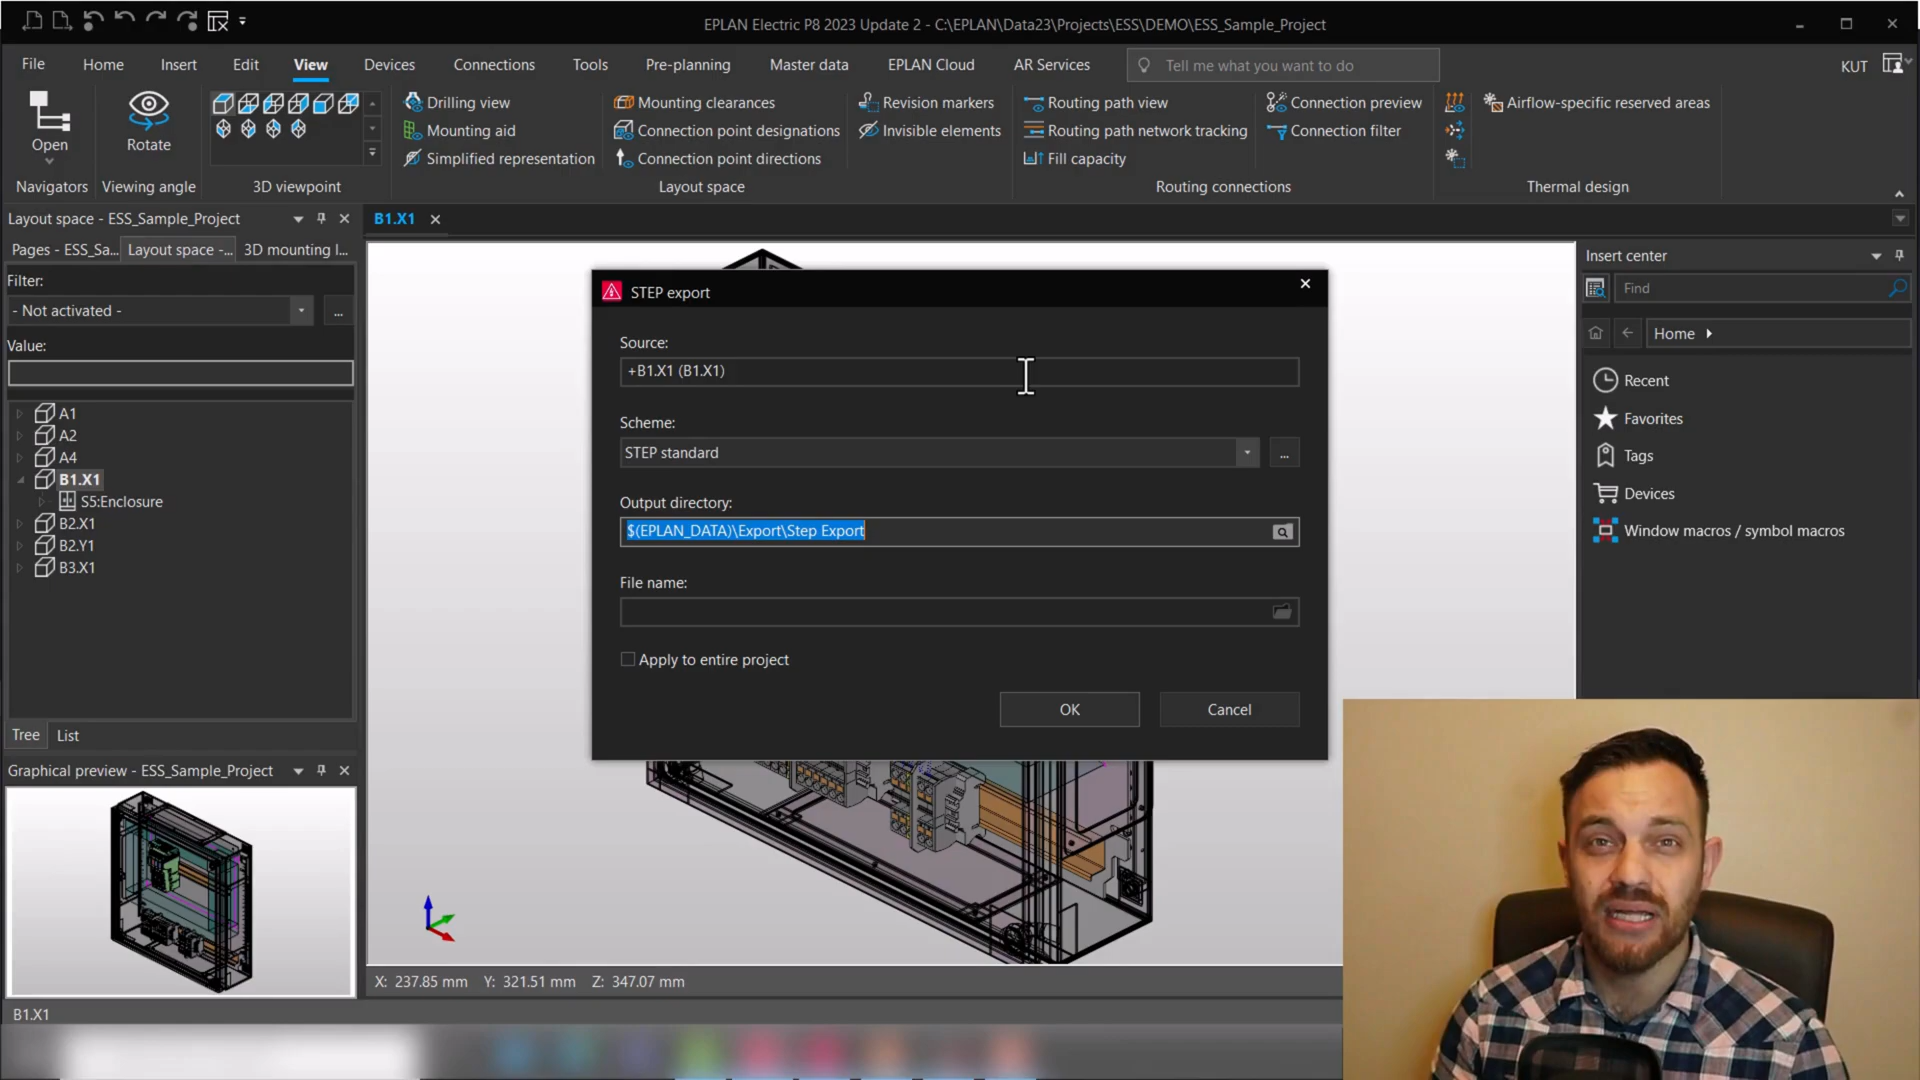 EPLAN Electric P8 2023 Update 2 - C:\EPLAN\Data23\Projects\ESS\DEMO\ESS_Sample_Project
File Home Insert Edit View Devices Connections Tools Pre-planning Master data EPLAN Cloud AR Services Tell me what you want to do KUT
Open
Navigators
Rotate
Viewing angle
3D viewpoint
Drilling view
Mounting aid
Simplified representation
Mounting clearances
Connection point designations
Connection point directions
Revision markers
Invisible elements
Layout space
Routing path view
Routing path network tracking
Fill capacity
Connection preview
Connection filter
Routing connections
Airflow-specific reserved areas
Thermal design
Layout space - ESS_Sample_Project
Pages - ESS_Sa... Layout space -... 3D mounting l...
Filter:
- Not activated -
...
Value:
A1
A2
A4
B1.X1
S5:Enclosure
B2.X1
B2.Y1
B3.X1
Tree List
Graphical preview - ESS_Sample_Project
B1.X1
B1.X1
STEP export
Source:
+B1.X1 (B1.X1)
Scheme:
STEP standard
...
Output directory:
$(EPLAN_DATA)\Export\Step Export
File name:
Apply to entire project
OK Cancel
X: 237.85 mm Y: 321.51 mm Z: 347.07 mm
Insert center
Find
Home
Recent
Favorites
Tags
Devices
Window macros / symbol macros